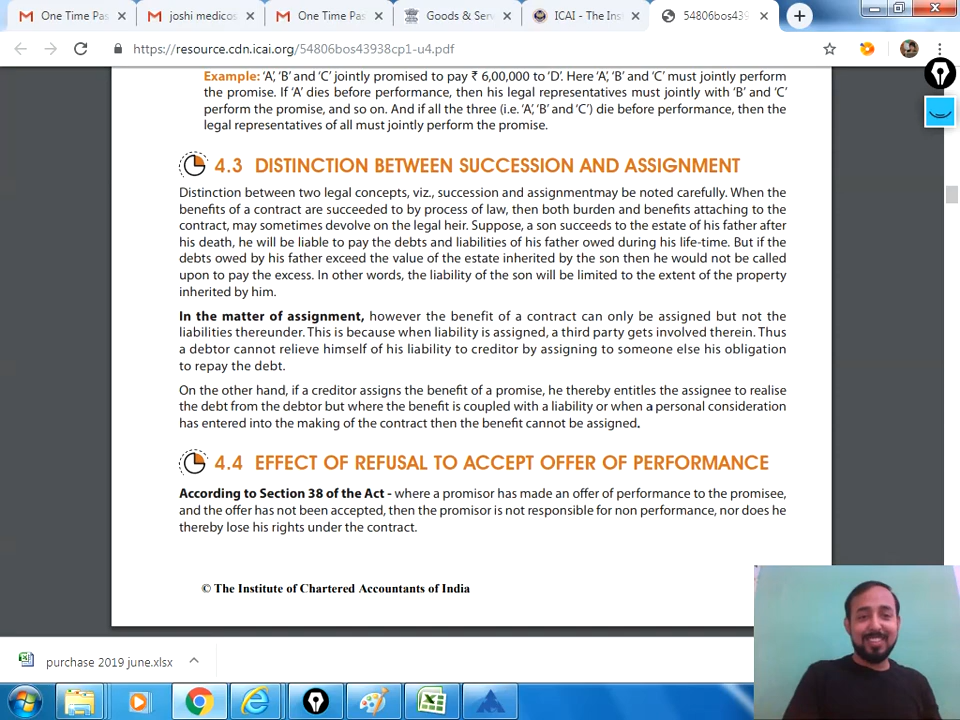 One Time Pas
joshi medicos
One Time Pas
Goods & Serv
ICAI - The Ins
54806bos439
https://resource.cdn.icai.org/54806bos43938cp1-u4.pdf
Example: 'A', 'B' and 'C' jointly promised to pay ₹ 6,00,000 to 'D'. Here 'A', 'B' and 'C' must jointly perform
the promise. If 'A' dies before performance, then his legal representatives must jointly with 'B' and 'C'
perform the promise, and so on. And if all the three (i.e. 'A', 'B' and 'C') die before performance, then the
legal representatives of all must jointly perform the promise.
4.3 DISTINCTION BETWEEN SUCCESSION AND ASSIGNMENT
Distinction between two legal concepts, viz., succession and assignmentmay be noted carefully. When the
benefits of a contract are succeeded to by process of law, then both burden and benefits attaching to the
contract, may sometimes devolve on the legal heir. Suppose, a son succeeds to the estate of his father after
his death, he will be liable to pay the debts and liabilities of his father owed during his life-time. But if the
debts owed by his father exceed the value of the estate inherited by the son then he would not be called
upon to pay the excess. In other words, the liability of the son will be limited to the extent of the property
inherited by him.
In the matter of assignment, however the benefit of a contract can only be assigned but not the
liabilities thereunder. This is because when liability is assigned, a third party gets involved therein. Thus
a debtor cannot relieve himself of his liability to creditor by assigning to someone else his obligation
to repay the debt.
On the other hand, if a creditor assigns the benefit of a promise, he thereby entitles the assignee to realise
the debt from the debtor but where the benefit is coupled with a liability or when a personal consideration
has entered into the making of the contract then the benefit cannot be assigned.
4.4 EFFECT OF REFUSAL TO ACCEPT OFFER OF PERFORMANCE
According to Section 38 of the Act - where a promisor has made an offer of performance to the promisee,
and the offer has not been accepted, then the promisor is not responsible for non performance, nor does he
thereby lose his rights under the contract.
© The Institute of Chartered Accountants of India
purchase 2019 june.xlsx